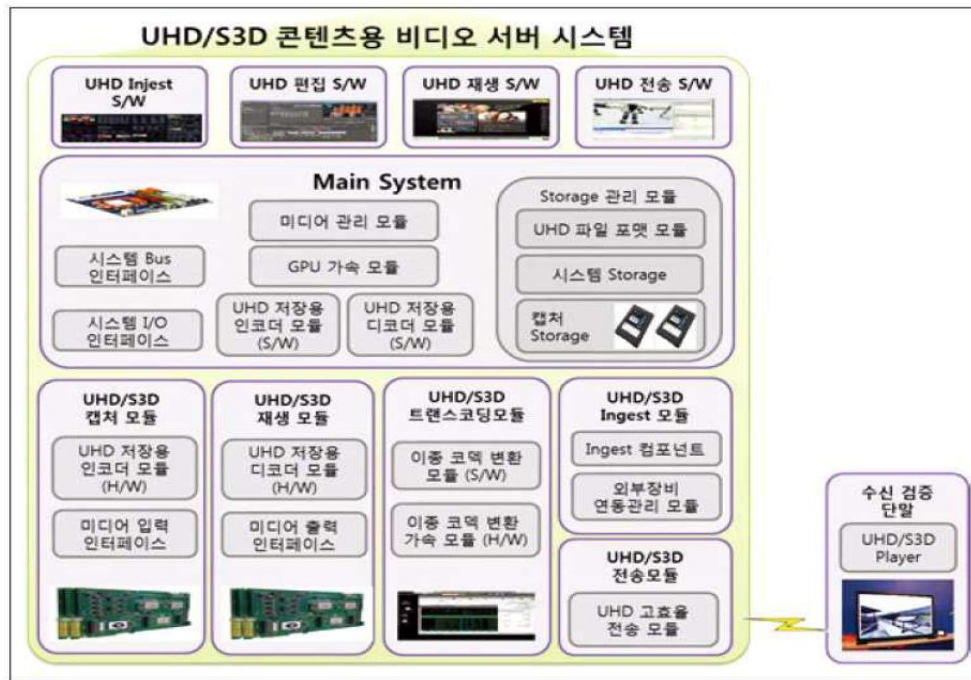 UHD/S3D 콘텐츠용 비디오 서버 시스템
UHD Injest
S/W
UHD 편집 S/W
UHD 재생 S/W
UHD 전송 S/W
Main System
미디어 관리 모듈
GPU 가속 모듈
시스템 Bus
인터페이스
시스템 I/O
인터페이스
UHD 저장용
인코더 모듈
(S/W)
UHD 저장용
디코더 모듈
(S/W)
Storage 관리 모듈
UHD 파일 포맷 모듈
시스템 Storage
캡처
Storage
UHD/S3D
캡처 모듈
UHD 저장용
인코더 모듈
(H/W)
미디어 입력
인터페이스
UHD/S3D
재생 모듈
UHD 저장용
디코더 모듈
(H/W)
미디어 출력
인터페이스
UHD/S3D
트랜스코딩모듈
이종 코덱 변환
모듈 (S/W)
이종 코덱 변환
가속 모듈 (H/W)
UHD/S3D
Ingest 모듈
Ingest 컴포넌트
외부장비
연동관리 모듈
UHD/S3D
전송모듈
UHD 고효율
전송 모듈
수신 검증
단말
UHD/S3D
Player